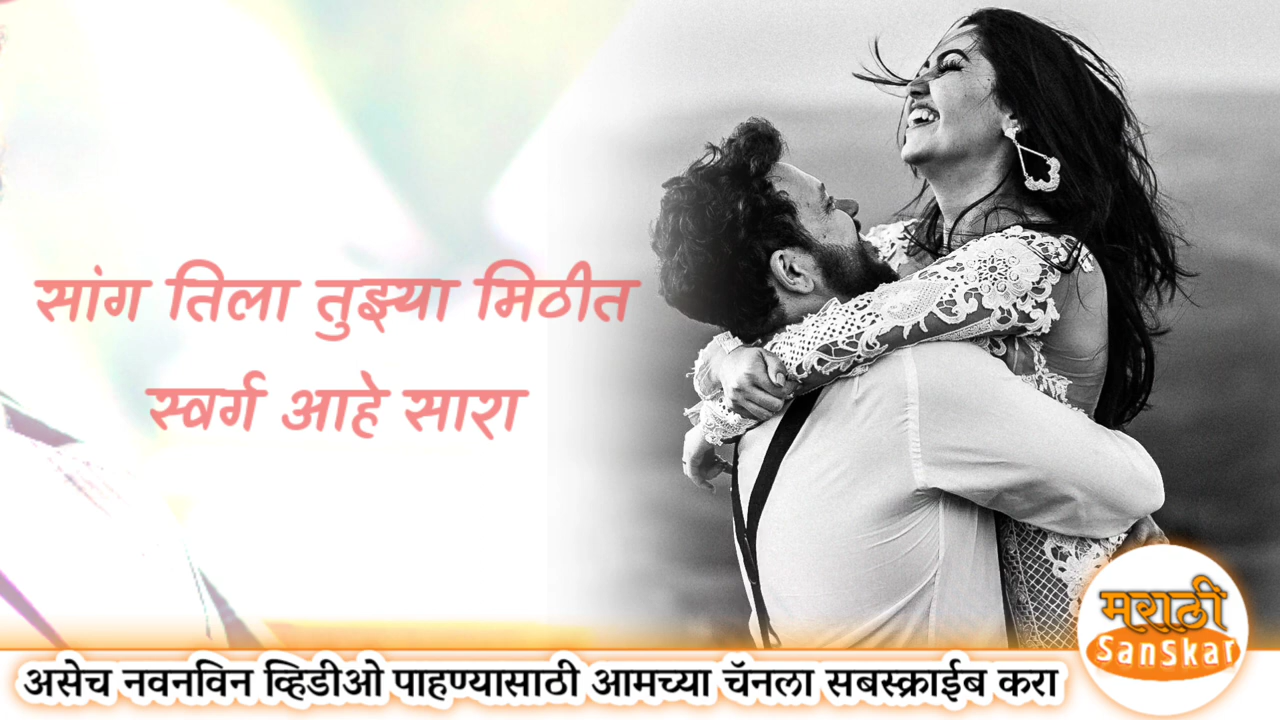 सांग तिला तुझ्या मिठीत
स्वर्ग आहे सारा
मराठी
SanSkar
असेच नवनविन व्हिडीओ पाहण्यासाठी आमच्या चॅनला सबस्क्राईब करा